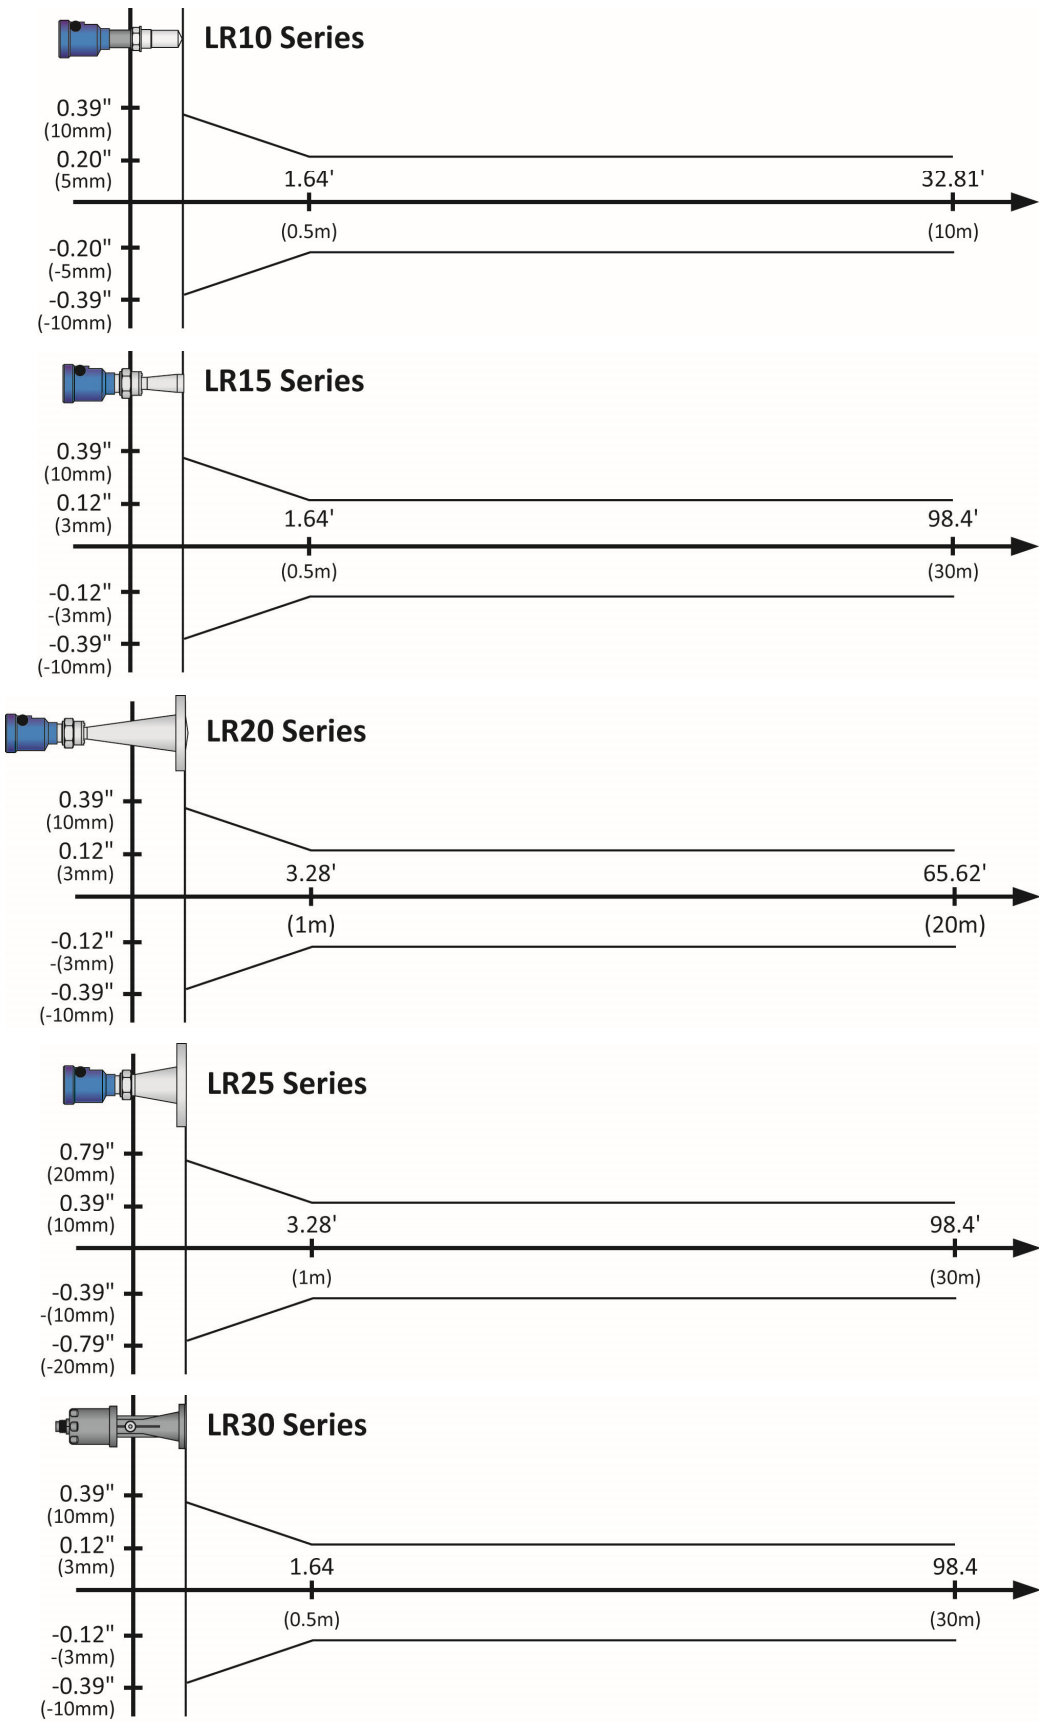 LR10 Series
0.39"
(10mm)
0.20"
(5mm)
1.64'
32.81'
(0.5m)
(10m)
-0.20"
(-5mm)
-0.39"
(-10mm)
LR15 Series
0.39"
(10mm)
0.12"
(3mm)
1.64'
98.4'
(0.5m)
(30m)
-0.12"
-(3mm)
-0.39"
(-10mm)
LR20 Series
0.39"
(10mm)
0.12"
(3mm)
3.28'
65.62'
(1m)
(20m)
-0.12"
-(3mm)
-0.39"
(-10mm)
LR25 Series
0.79"
(20mm)
0.39"
(10mm)
3.28'
98.4'
(1m)
(30m)
-0.39"
-(10mm)
-0.79"
(-20mm)
LR30 Series
0.39"
(10mm)
0.12"
(3mm)
1.64
98.4
(0.5m)
(30m)
-0.12"
-(3mm)
-0.39"
(-10mm)